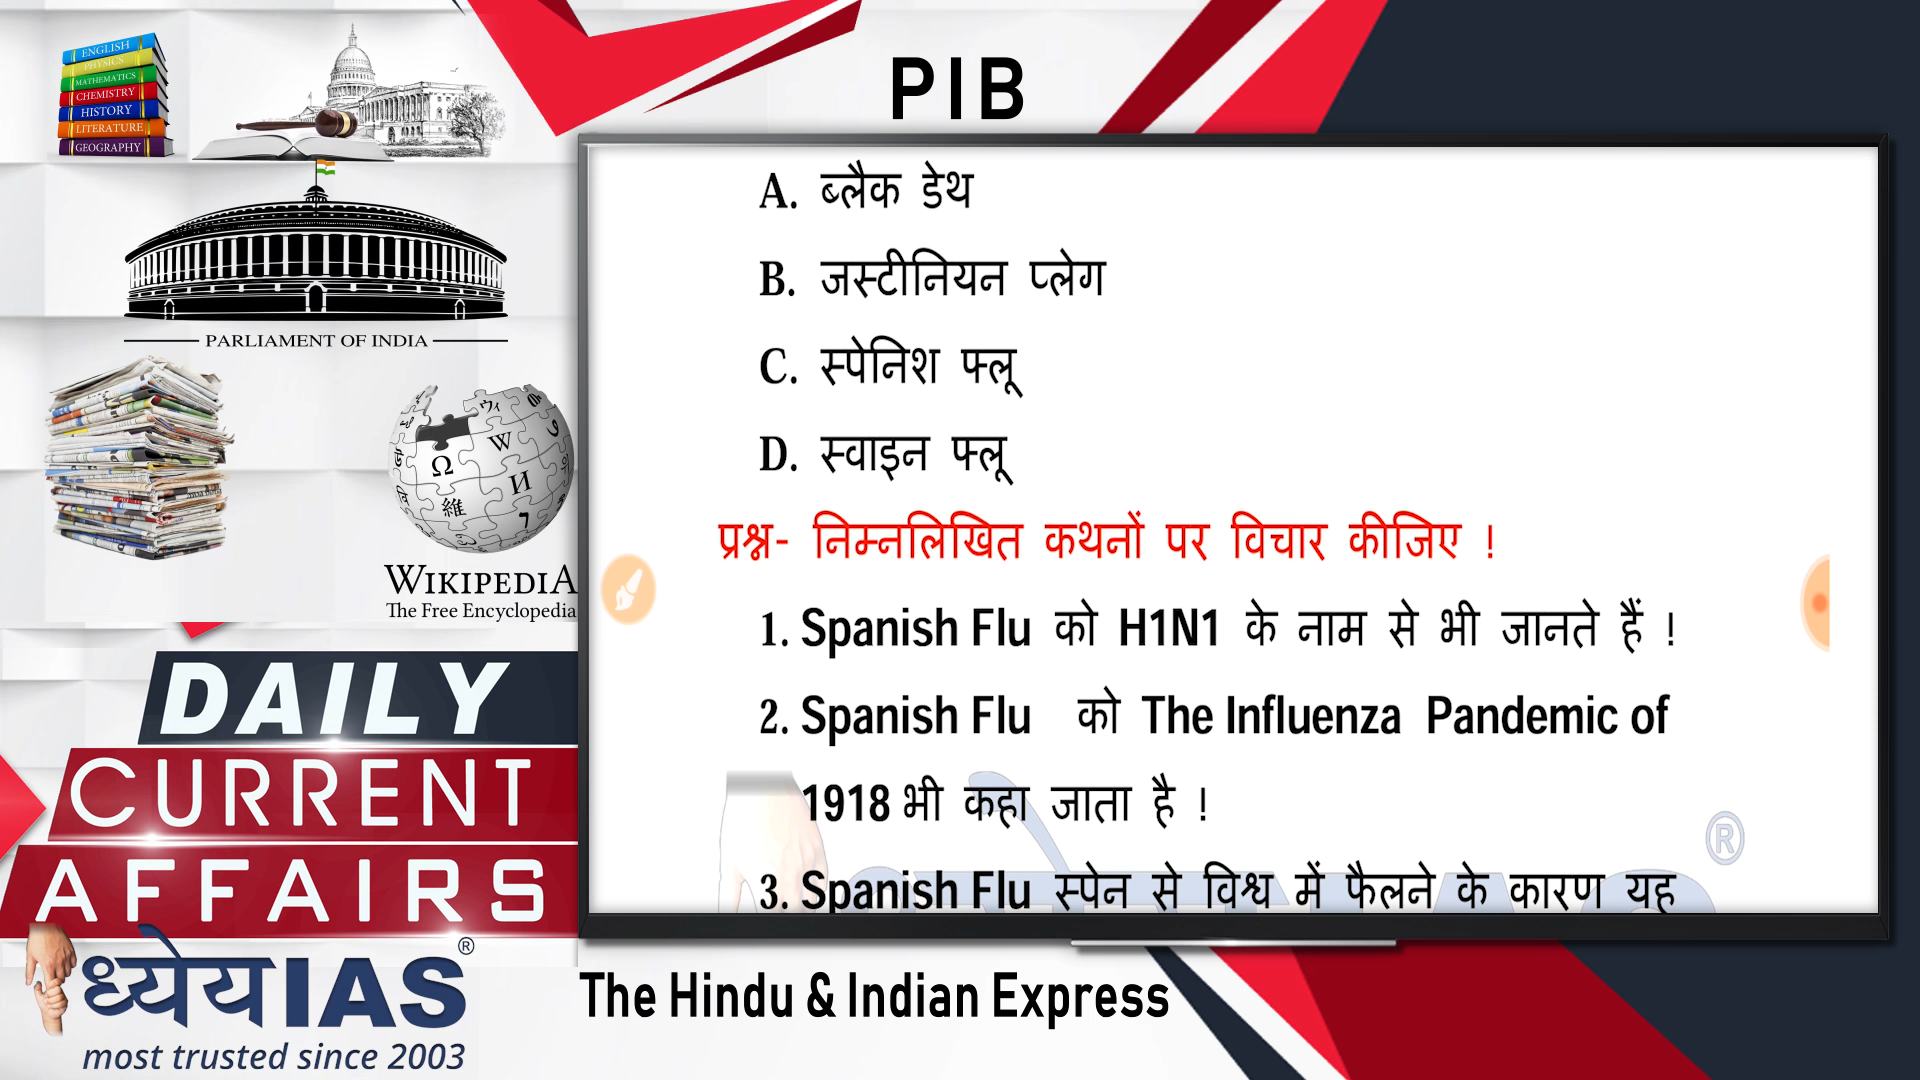 PIB
ENGLISH
PHYSICS
MATHEMATICS
CHEMISTRY
HISTORY
LITERATURE
GEOGRAPHY
PARLIAMENT OF INDIA
WIKIPEDIA
The Free Encyclopedia
A. ब्लैक डेथ
B. जस्टीनियन प्लेग
C. स्पेनिश फ्लू
D. स्वाइन फ्लू
प्रश्न- निम्नलिखित कथनों पर विचार कीजिए !
1. Spanish Flu को H1N1 के नाम से भी जानते हैं !
2. Spanish Flu को The Influenza Pandemic of
1918 भी कहा जाता है !
3. Spanish Flu स्पेन से विश्व में फैलने के कारण यह
®
DAILY
CURRENT
AFFAIRS
ध्येय IAS ®
most trusted since 2003
The Hindu & Indian Express